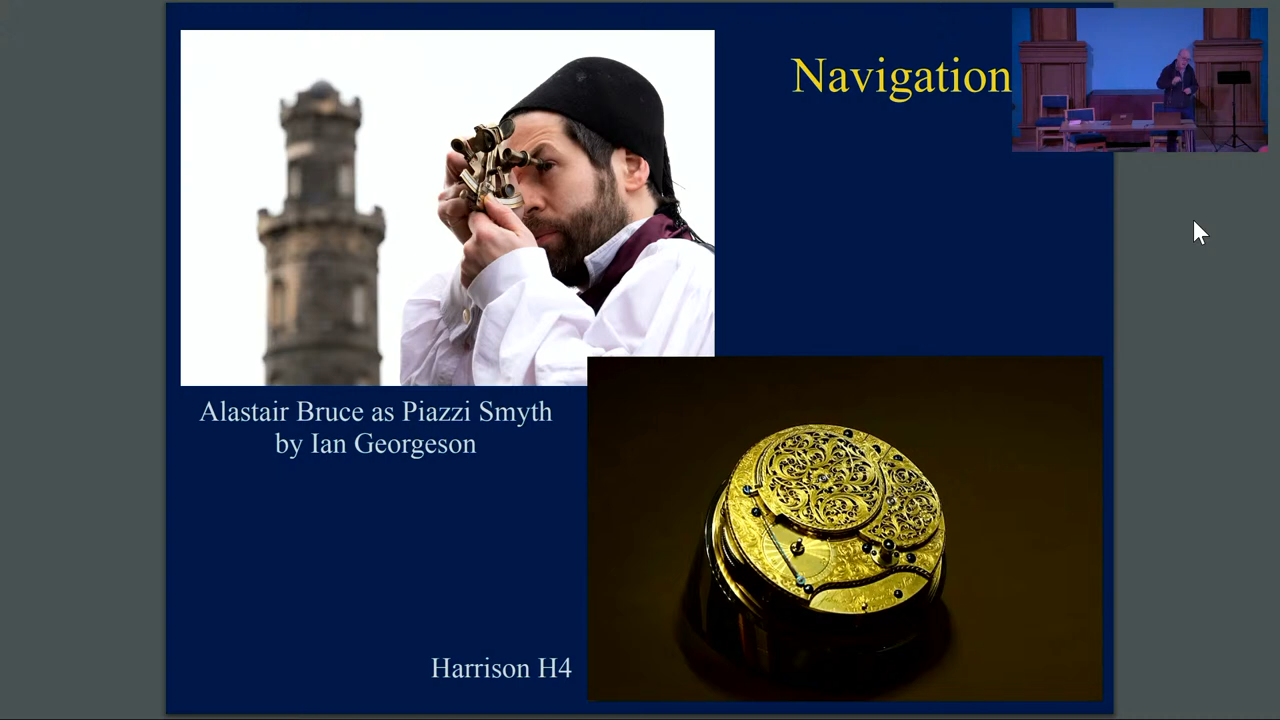 Navigation
Alastair Bruce as Piazzi Smyth
by Ian Georgeson
Harrison H4